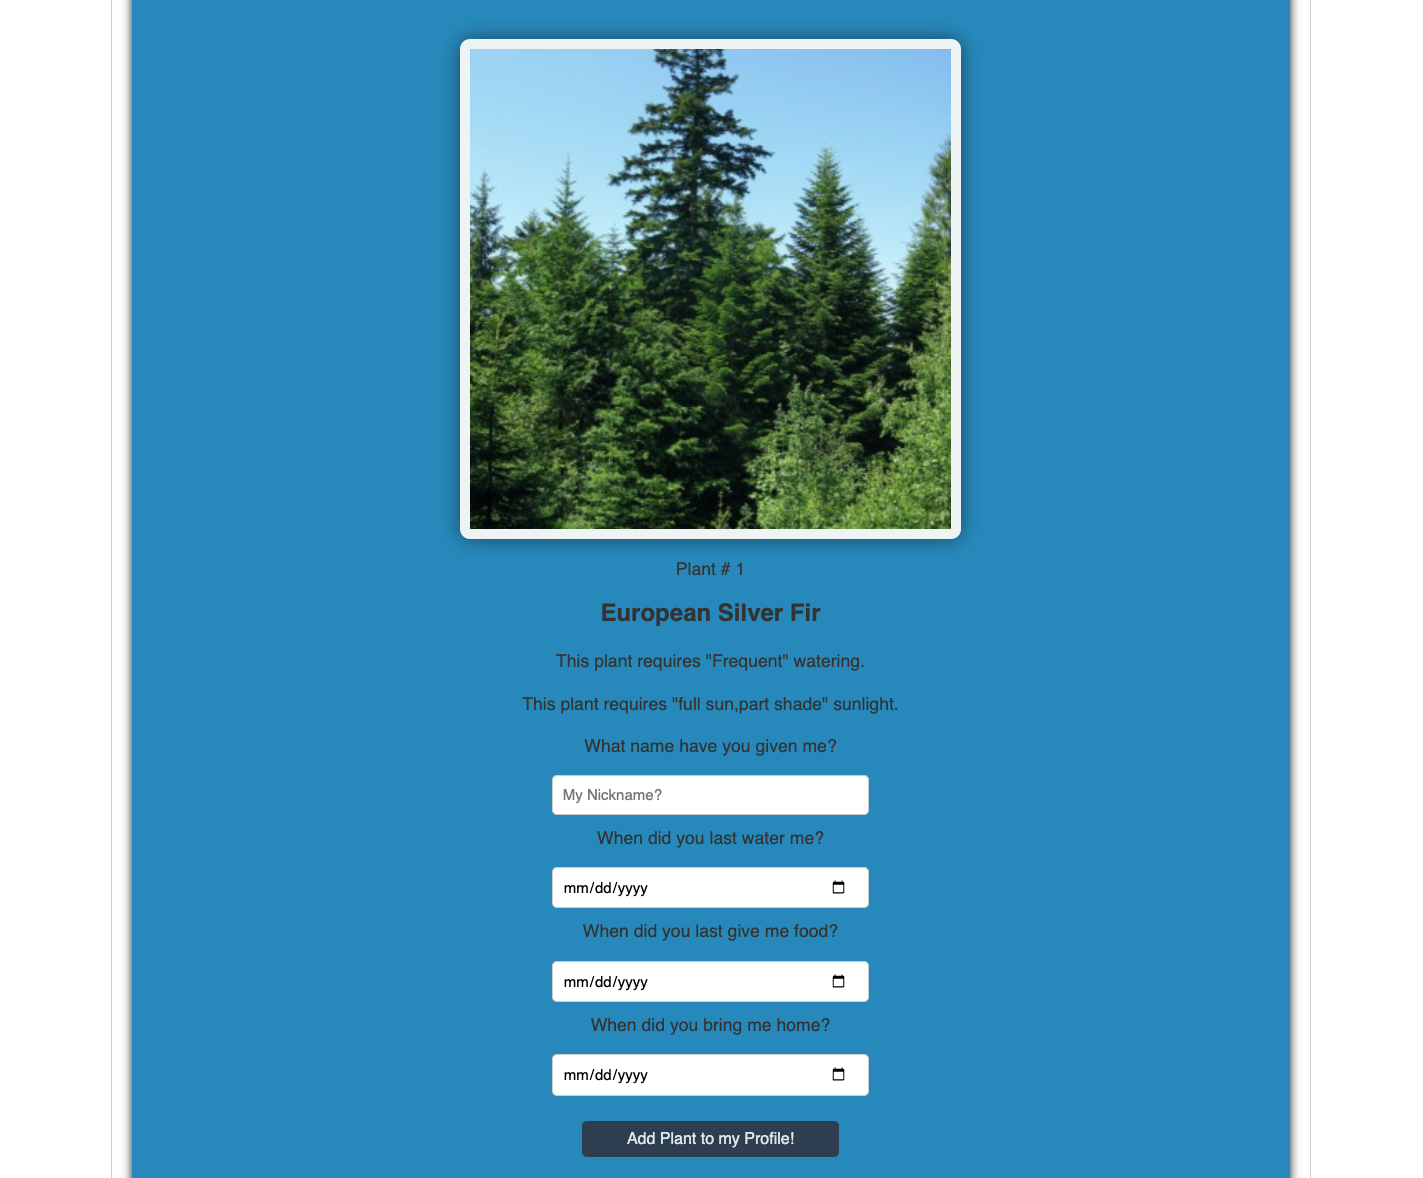 Plant # 1
European Silver Fir
This plant requires "Frequent" watering.
This plant requires "full sun,part shade" sunlight.
What name have you given me?
My Nickname?
When did you last water me?
mm/dd/yyyy
When did you last give me food?
mm/dd/yyyy
When did you bring me home?
mm/dd/yyyy
Add Plant to my Profile!